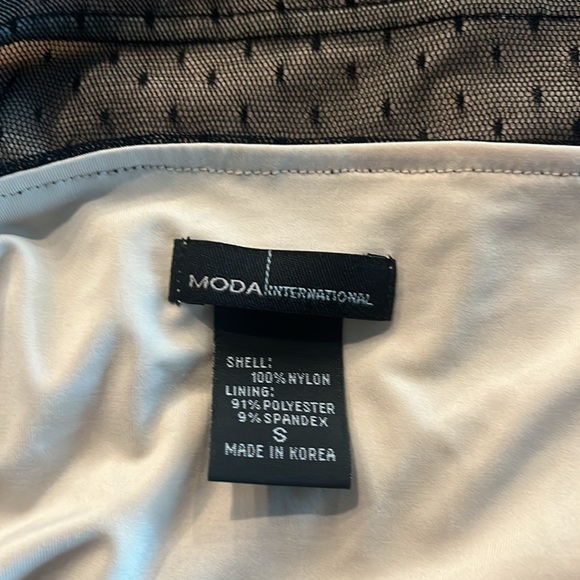 MODA INTERNATIONAL
SHELL:
100% NYLON
LINING:
91% POLYESTER
9% SPANDEX
S
MADE IN KOREA